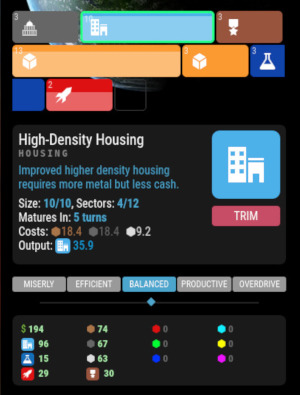 3 10 3
13 3 3
2
High-Density Housing
HOUSING
Improved higher density housing
requires more metal but less cash.
Size: 10/10, Sectors: 4/12
Matures In: 5 turns
TRIM
Costs: 18.4 18.4 9.2
Output: 35.9
MISERLY EFFICIENT BALANCED PRODUCTIVE OVERDRIVE
$ 194 74 0 0
96 67 0 0
15 63 0 0
29 30